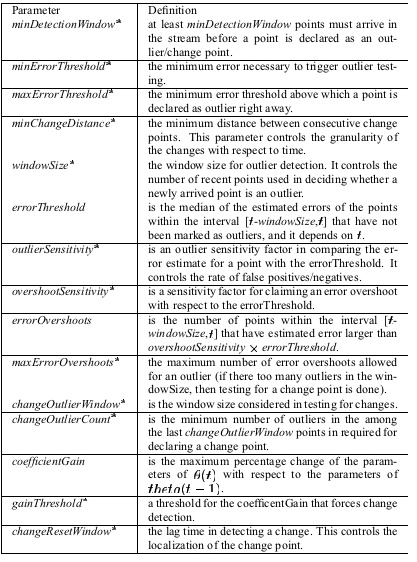 Parameter Definition
minDetectionWindow* at least minDetectionWindow points must arrive in
the stream before a point is declared as an out-
lier/change point.
minErrorThreshold* the minimum error necessary to trigger outlier test-
ing.
maxErrorThreshold* the minimum error threshold above which a point is
declared as outlier right away.
minChangeDistance* the minimum distance between consecutive change
points. This parameter controls the granularity of
the changes with respect to time.
windowSize* the window size for outlier detection. It controls the
number of recent points used in deciding whether a
newly arrived point is an outlier.
errorThreshold is the median of the estimated errors of the points
within the interval [t-windowSize,t] that have not
been marked as outliers, and it depends on t.
outlierSensitivity* is an outlier sensitivity factor in comparing the er-
ror estimate for a point with the errorThreshold. It
controls the rate of false positives/negatives.
overshootSensitivity* is a sensitivity factor for claiming an error overshoot
with respect to the errorThreshold.
errorOvershoots is the number of points within the interval [t-
windowSize,t] that have estimated error larger than
overshootSensitivity × errorThreshold.
maxErrorOvershoots* the maximum number of error overshoots allowed
for an outlier (if there too many outliers in the win-
dowSize, then testing for a change point is done).
changeOutlierWindow* is the window size considered in testing for changes.
changeOutlierCount* is the minimum number of outliers in the among
the last changeOutlierWindow points in required for
declaring a change point.
coefficientGain is the maximum percentage change of the param-
eters of θ(t) with respect to the parameters of
theta(t − 1).
gainThreshold* a threshold for the coefficentGain that forces change
detection.
changeResetWindow* the lag time in detecting a change. This controls the
localization of the change point.